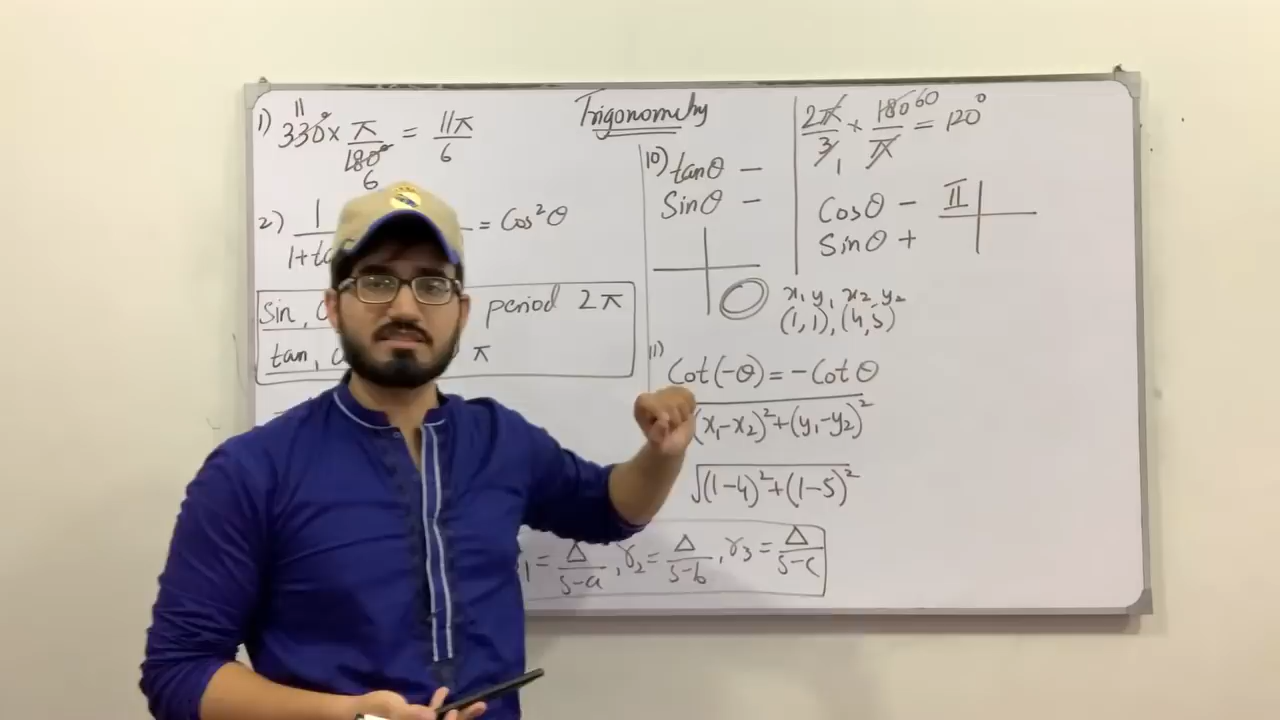 Trigonometry
1) 330° × π/180° = 11π/6
11
6
2) 1/1+ta = Cos²θ
Sin, period 2π
tan, π
10) tanθ —
Sinθ —
11) Cot(-θ) = -Cotθ
√(x₁-x₂)²+(y₁-y₂)²
√(1-4)²+(1-5)²
₁ = Δ/s-a, r₂ = Δ/s-b, r₃ = Δ/s-c
2π/3 × 180/π = 120°
60
1
Cosθ — II
Sinθ +
x₁ y₁ x₂ y₂
(1,1), (4,5)